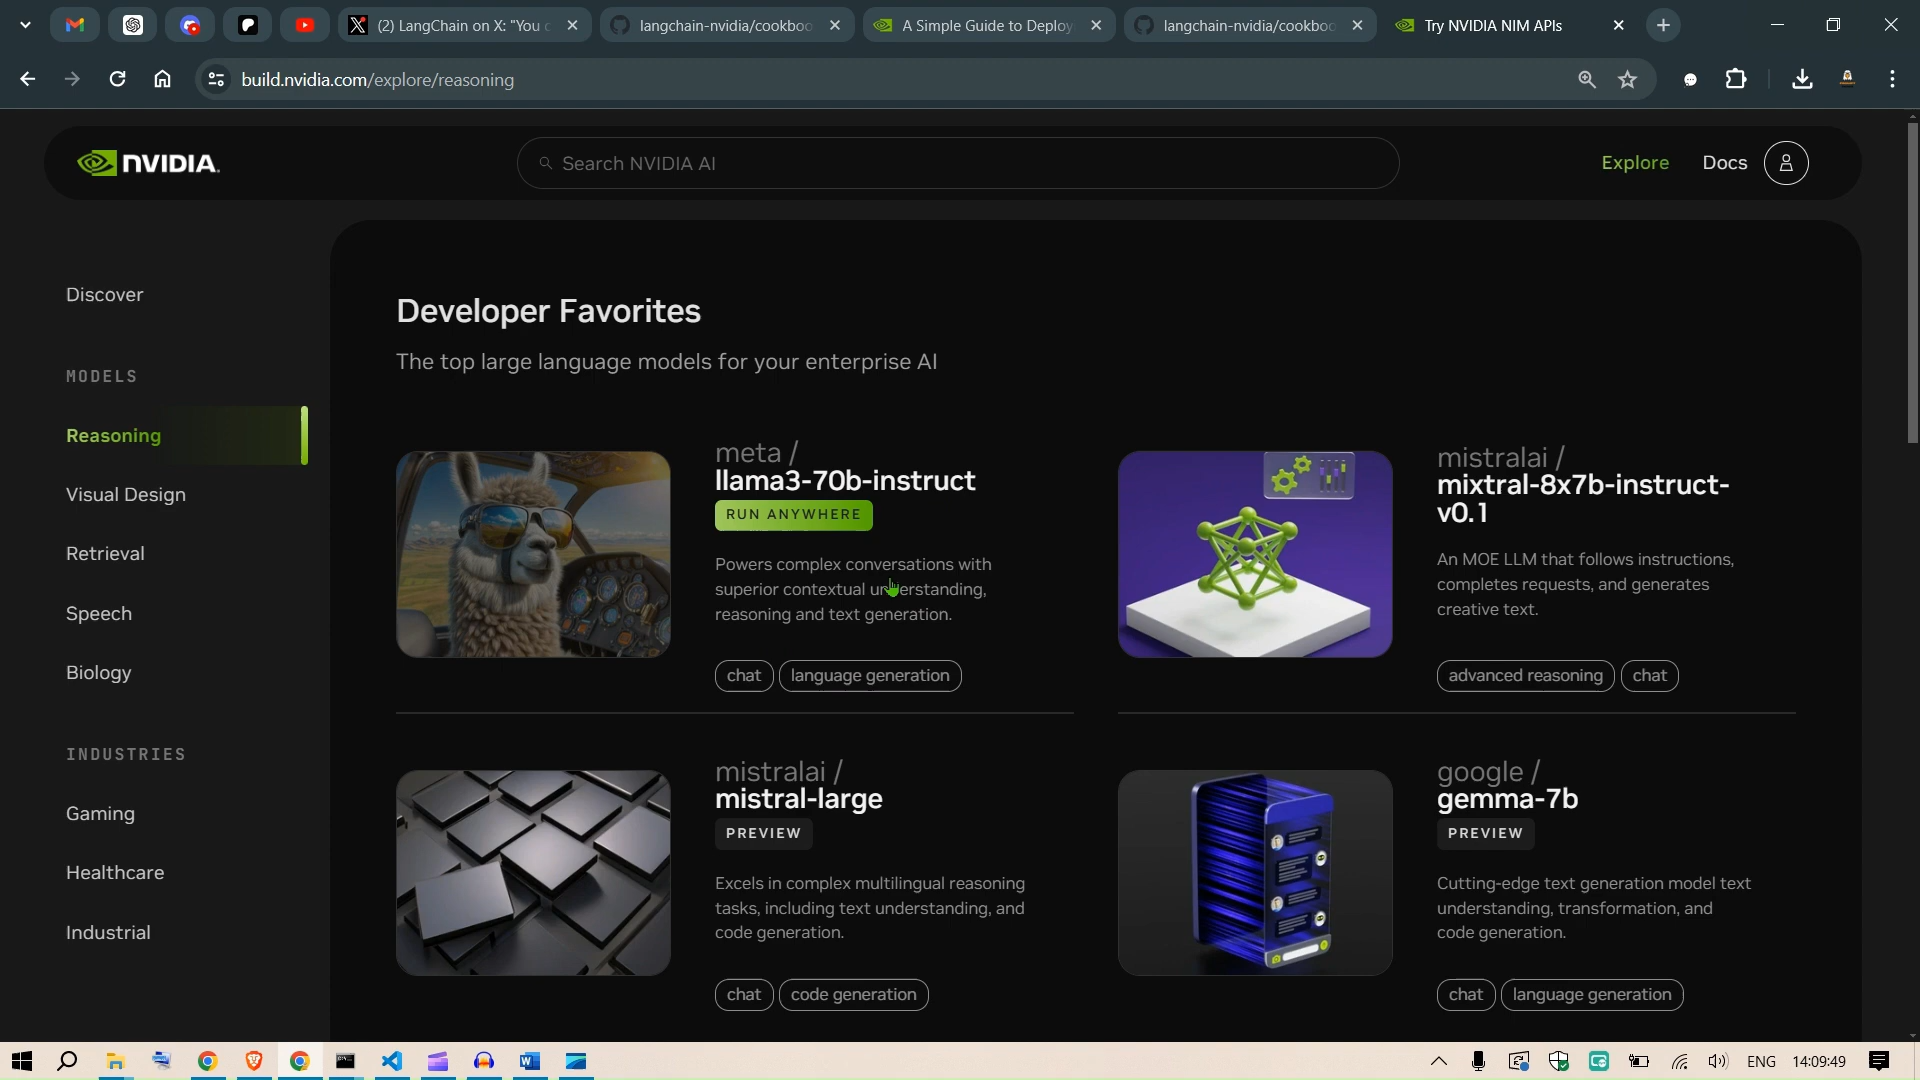 (2) LangChain on X: "You c
langchain-nvidia/cookboo
A Simple Guide to Deploy
langchain-nvidia/cookboo
Try NVIDIA NIM APIs
build.nvidia.com/explore/reasoning
NVIDIA.
Search NVIDIA AI
Explore
Docs
Discover
MODELS
Reasoning
Visual Design
Retrieval
Speech
Biology
INDUSTRIES
Gaming
Healthcare
Industrial
Developer Favorites
The top large language models for your enterprise AI
meta /
llama3-70b-instruct
RUN ANYWHERE
Powers complex conversations with
superior contextual understanding,
reasoning and text generation.
chat
language generation
mistralai /
mixtral-8x7b-instruct-
v0.1
An MOE LLM that follows instructions,
completes requests, and generates
creative text.
advanced reasoning
chat
mistralai /
mistral-large
PREVIEW
Excels in complex multilingual reasoning
tasks, including text understanding, and
code generation.
chat
code generation
google /
gemma-7b
PREVIEW
Cutting-edge text generation model text
understanding, transformation, and
code generation.
chat
language generation
ENG
14:09:49